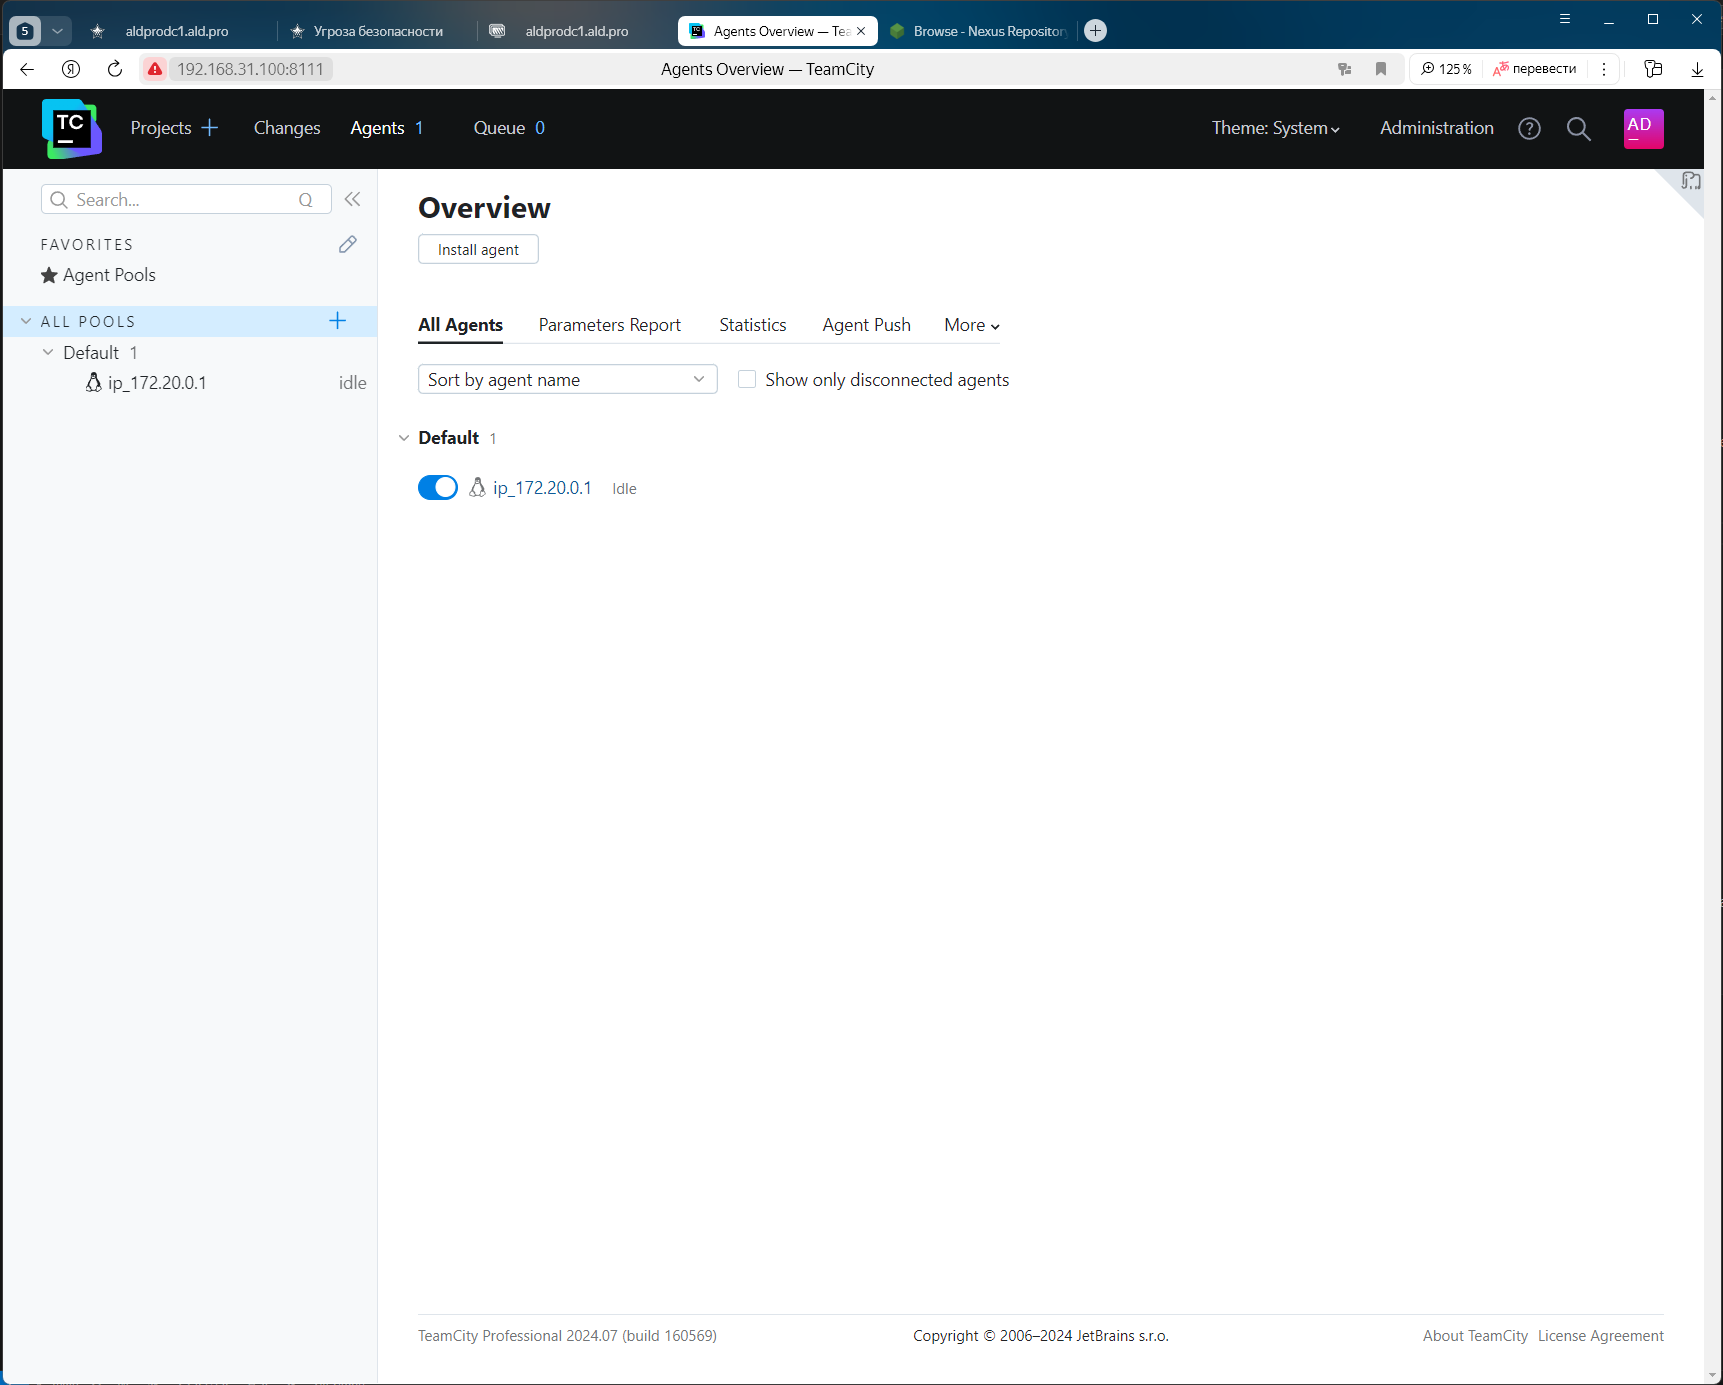 5
aldprodc1.ald.pro
Угроза безопасности
aldprodc1.ald.pro
Agents Overview — Tea
Browse - Nexus Repository
Я
192.168.31.100:8111
Agents Overview — TeamCity
125 %
перевести
TC
Projects
Changes
Agents 1
Queue 0
Theme: System
Administration
?
AD
Search...
Q
FAVORITES
Agent Pools
ALL POOLS
Default 1
ip_172.20.0.1 idle
Overview
Install agent
All Agents
Parameters Report
Statistics
Agent Push
More
Sort by agent name
Show only disconnected agents
Default 1
ip_172.20.0.1 Idle
TeamCity Professional 2024.07 (build 160569)
Copyright © 2006–2024 JetBrains s.r.o.
About TeamCity
License Agreement